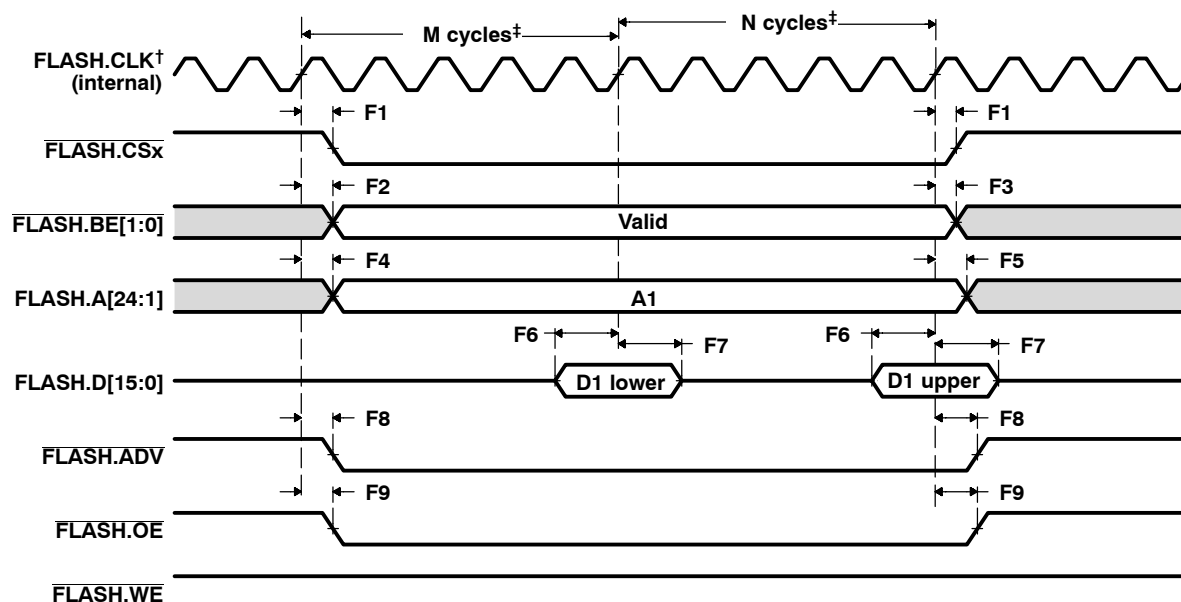 M cycles‡
N cycles‡
FLASH.CLK†
(internal)
F1
F1
FLASH.CSx
F2
F3
FLASH.BE[1:0]
Valid
F4
F5
FLASH.A[24:1]
A1
F6
F7
F6
F7
FLASH.D[15:0]
D1 lower
D1 upper
F8
F8
FLASH.ADV
F9
F9
FLASH.OE
FLASH.WE